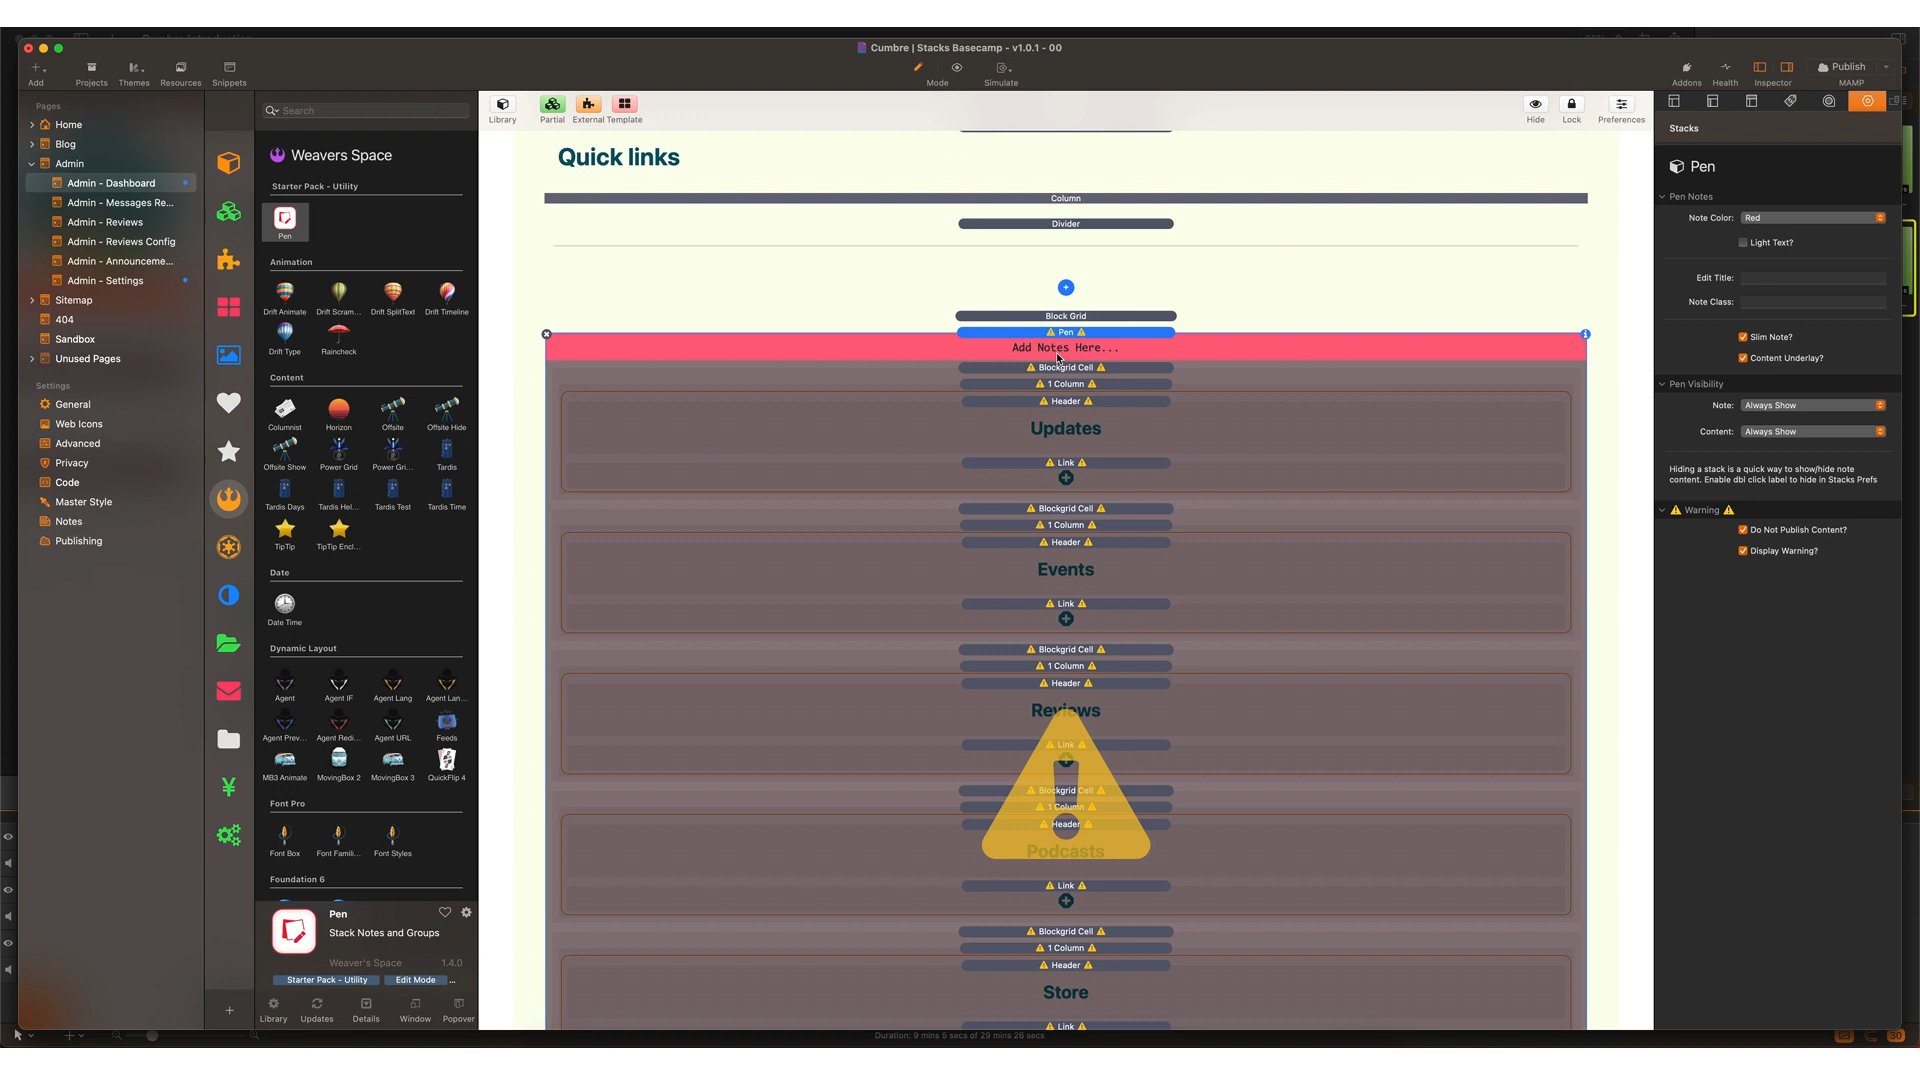 Cumbre | Stacks Basecamp - v1.0.1 - 00
Add
Projects
Themes
Resources
Snippets
Mode
Simulate
Addons
Health
Inspector
Publish
MAMP
Pages
Home
Blog
Admin
Admin - Dashboard
Admin - Messages Re...
Admin - Reviews
Admin - Reviews Config
Admin - Announceme...
Admin - Settings
Sitemap
404
Sandbox
Unused Pages
Settings
General
Web Icons
Advanced
Privacy
Code
Master Style
Notes
Publishing
Search
Weavers Space
Starter Pack - Utility
Pen
Animation
Drift Animate
Drift Scram...
Drift SplitText
Drift Timeline
Drift Type
Raincheck
Content
Columnist
Horizon
Offsite
Offsite Hide
Offsite Show
Power Grid
Power Gri...
Tardis
Tardis Days
Tardis Hel...
Tardis Test
Tardis Time
TipTip
TipTip Encl...
Date
Date Time
Dynamic Layout
Agent
Agent IF
Agent Lang
Agent Lan...
Agent Prev...
Agent Redi...
Agent URL
Feeds
MB3 Animate
MovingBox 2
MovingBox 3
QuickFlip 4
Font Pro
Font Box
Font Famili...
Font Styles
Foundation 6
Pen
Stack Notes and Groups
Weaver's Space
1.4.0
Starter Pack - Utility
Edit Mode
...
Library
Updates
Details
Window
Popover
Library
Partial
External
Template
Hide
Lock
Preferences
Quick links
Column
Divider
Block Grid
Pen
Add Notes Here...
Blockgrid Cell
1 Column
Header
Updates
Link
Blockgrid Cell
1 Column
Header
Events
Link
Blockgrid Cell
1 Column
Header
Reviews
Link
Blockgrid Cell
1 Column
Header
Podcasts
Link
Blockgrid Cell
1 Column
Header
Store
Link
Stacks
Pen
Pen Notes
Note Color:
Red
Light Text?
Edit Title:
Note Class:
Slim Note?
Content Underlay?
Pen Visibility
Note:
Always Show
Content:
Always Show
Hiding a stack is a quick way to show/hide note
content. Enable dbl click label to hide in Stacks Prefs
Warning
Do Not Publish Content?
Display Warning?
Duration: 9 mins 5 secs of 29 mins 26 secs
30